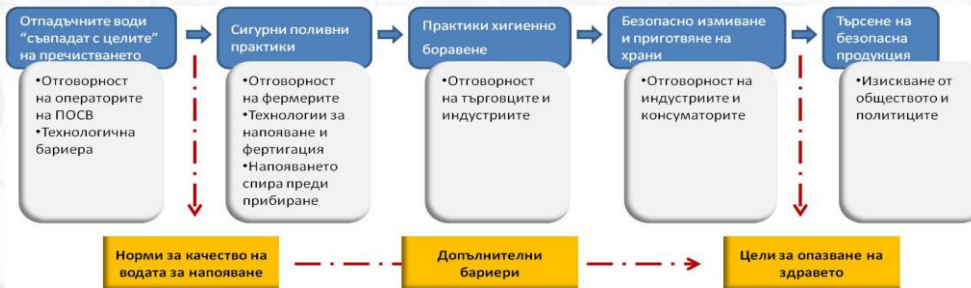 Отпадъчните води
“съвпадат с целите”
на пречистването
Сигурни поливни
практики
Практики хигиенно
боравене
Безопасно измиване
и приготвяне на
храни
Търсене на
безопасна
продукция
•Отговорност
на операторите
на ПОСВ
•Технологична
бариера
•Отговорност
на фермерите
•Технологии за
напояване и
фертигация
•Напояването
спира преди
прибиране
•Отговорност
на търговците и
индустриите
•Отговорност на
индустриите и
консуматорите
•Изискване от
обществото и
политиците
Норми за качество на
водата за напояване
Допълнителни
бариери
Цели за опазване на
здравето